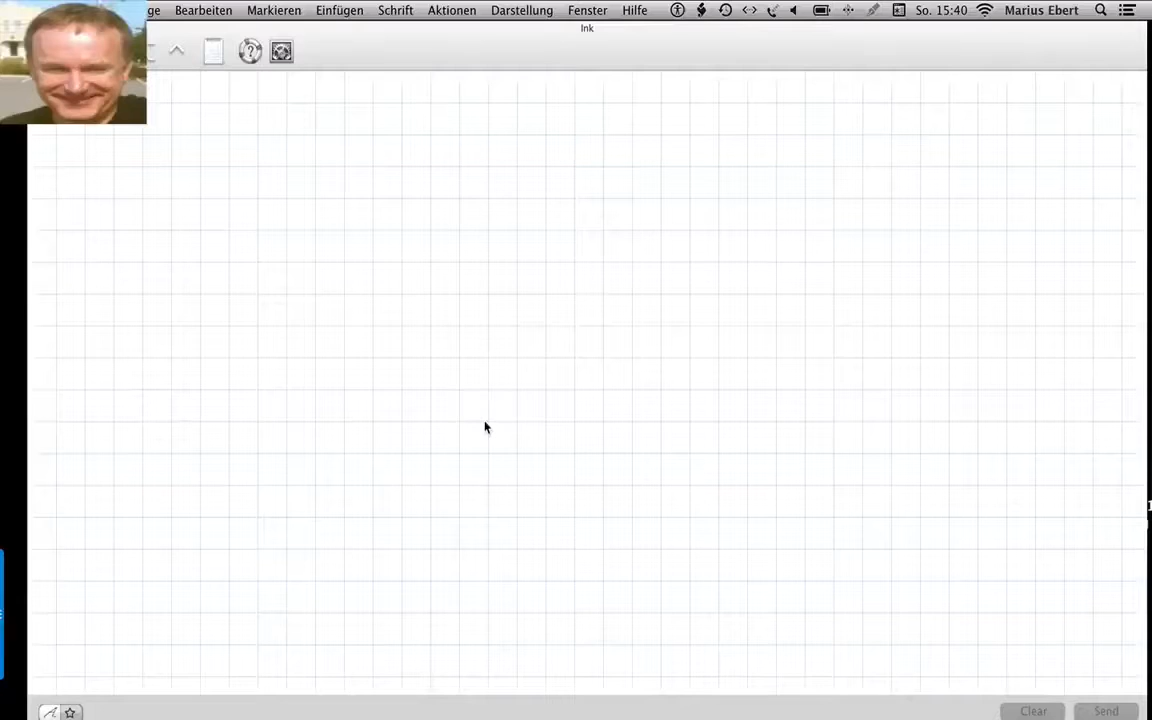 ge Bearbeiten Markieren Einfügen Schrift Aktionen Darstellung Fenster Hilfe So. 15:40 Marius Ebert
Ink
Clear Send